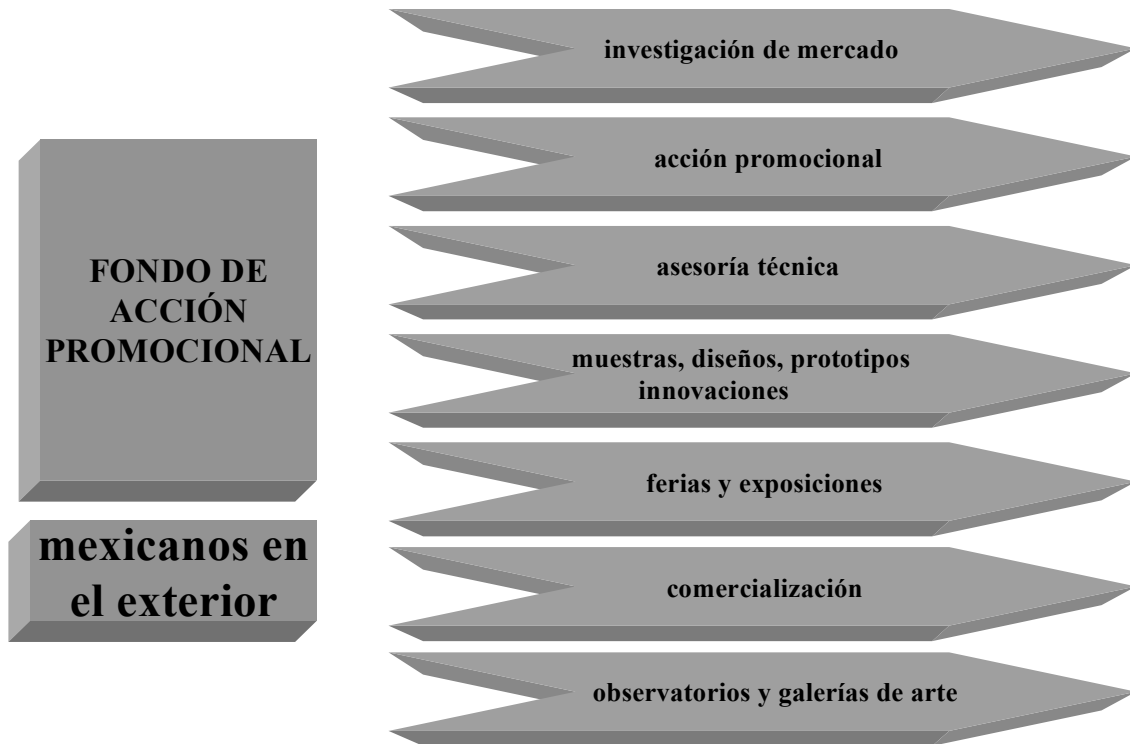 FONDO DE
ACCIÓN
PROMOCIONAL
mexicanos en
el exterior
investigación de mercado
acción promocional
asesoría técnica
muestras, diseños, prototipos
innovaciones
ferias y exposiciones
comercialización
observatorios y galerías de arte